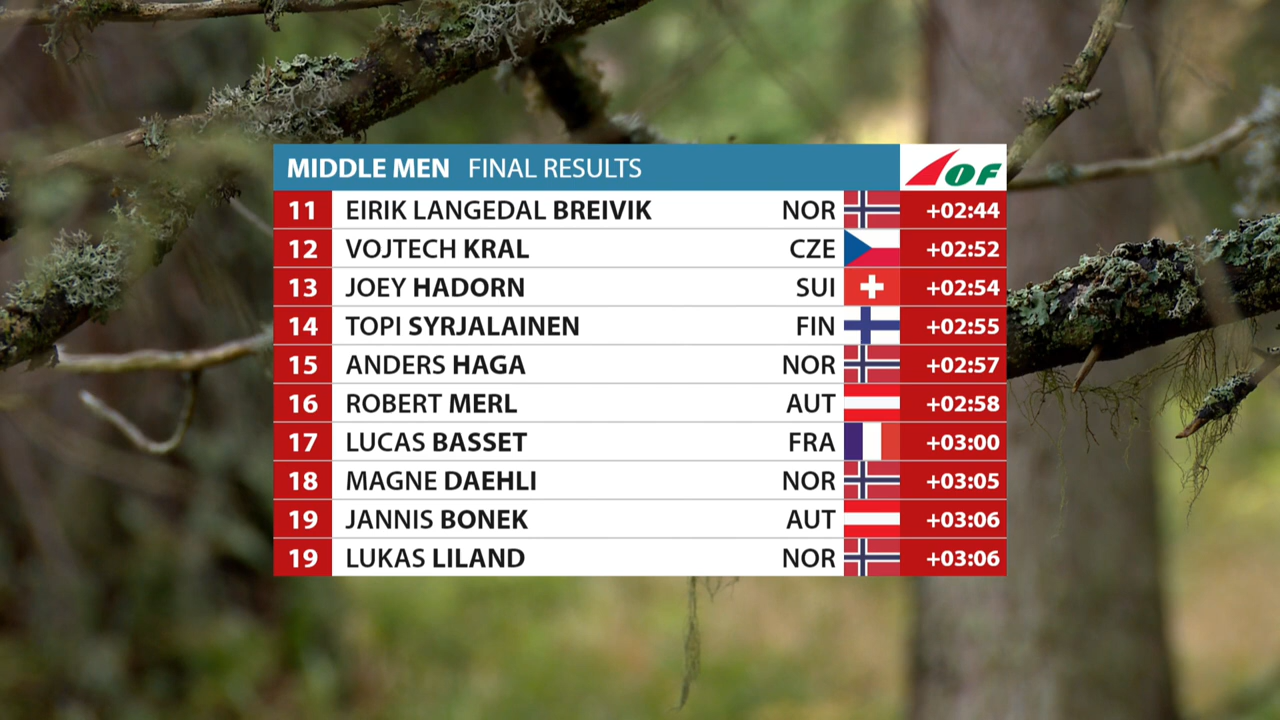 MIDDLE MEN FINAL RESULTS IOF
11 EIRIK LANGEDAL BREIVIK NOR +02:44
12 VOJTECH KRAL CZE +02:52
13 JOEY HADORN SUI +02:54
14 TOPI SYRJALAINEN FIN +02:55
15 ANDERS HAGA NOR +02:57
16 ROBERT MERL AUT +02:58
17 LUCAS BASSET FRA +03:00
18 MAGNE DAEHLI NOR +03:05
19 JANNIS BONEK AUT +03:06
19 LUKAS LILAND NOR +03:06